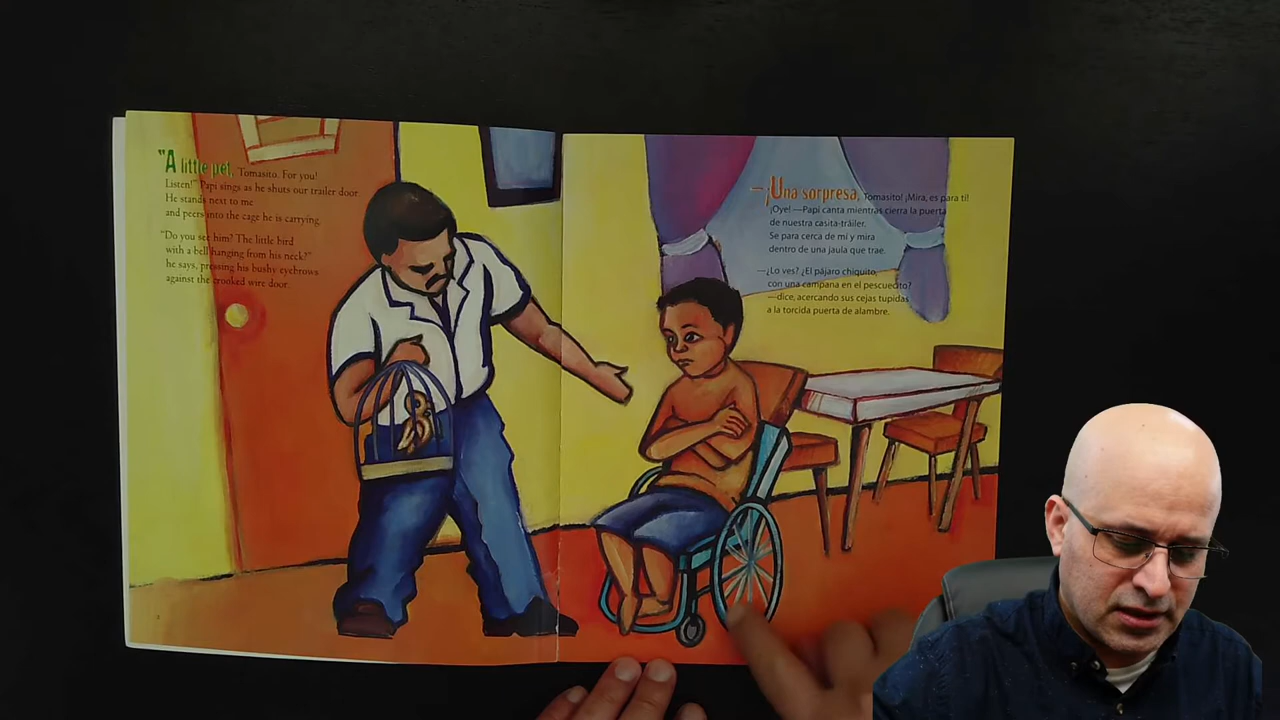 "A little pet, Tomasito. For you!
Listen!" Papi sings as he shuts our trailer door.
He stands next to me
and peers into the cage he is carrying.
"Do you see him? The little bird
with a bell hanging from his neck?"
he says, pressing his bushy eyebrows
against the crooked wire door.
—¡Una sorpresa, Tomasito! ¡Mira, es para ti!
¡Oye! —Papi canta mientras cierra la puerta
de nuestra casita-tráiler.
Se para cerca de mí y mira
dentro de una jaula que trae.
—¿Lo ves? ¿El pájaro chiquito,
con una campana en el pescuecito?
—dice, acercando sus cejas tupidas
a la torcida puerta de alambre.